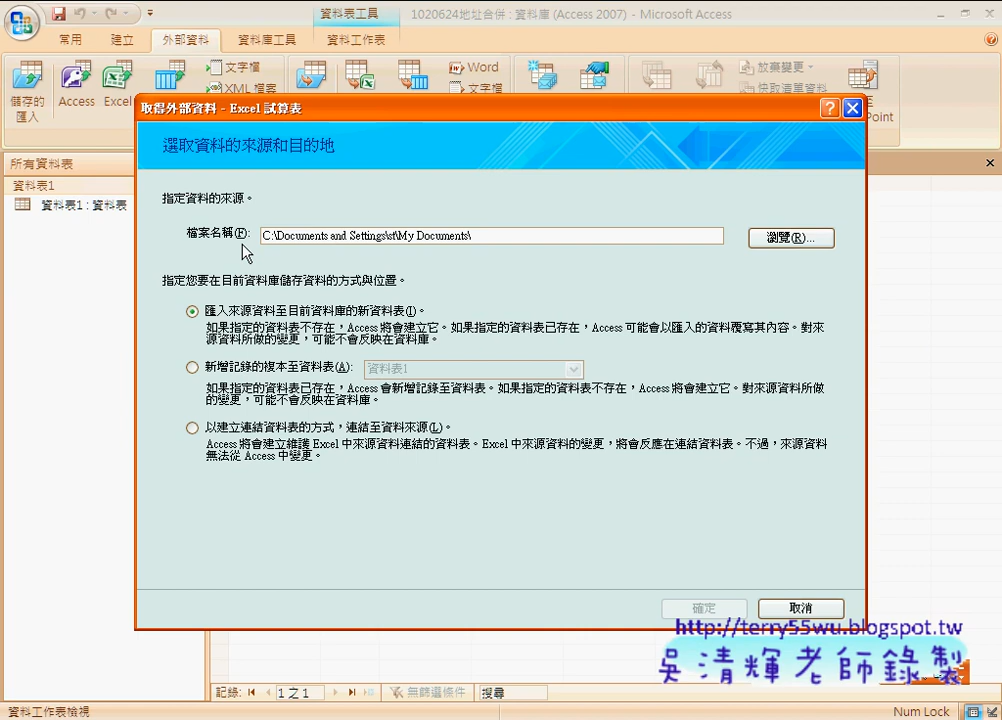 資料表工具
1020624地址合併 : 資料庫 (Access 2007) - Microsoft Access
常用 建立 外部資料 資料庫工具 資料工作表
儲存的
匯入
Access
Excel
文字檔
XML 檔案
Word
文字檔
放棄變更
快取清單資料
Point
取得外部資料 - Excel 試算表
所有資料表
資料表1
資料表1 : 資料表
選取資料的來源和目的地
指定資料的來源。
檔案名稱(F): C:\Documents and Settings\st\My Documents\ 瀏覽(R)...
指定您要在目前資料庫儲存資料的方式與位置。
匯入來源資料至目前資料庫的新資料表(I)。
如果指定的資料表不存在，Access 將會建立它。如果指定的資料表已存在，Access 可能會以匯入的資料覆寫其內容。對來
源資料所做的變更，可能不會反映在資料庫。
新增記錄的複本至資料表(A): 資料表1
如果指定的資料表已存在，Access 會新增記錄至資料表。如果指定的資料表不存在，Access 將會建立它。對來源資料所做
的變更，可能不會反映在資料庫。
以建立連結資料表的方式，連結至資料來源(L)。
Access 將會建立維護 Excel 中來源資料連結的資料表。Excel 中來源資料的變更，將會反應在連結資料表。不過，來源資料
無法從 Access 中變更。
確定 取消
http://terry55wu.blogspot.tw
吳清輝老師錄製
記錄: 1 之 1 無篩選條件 搜尋
資料工作表檢視
Num Lock